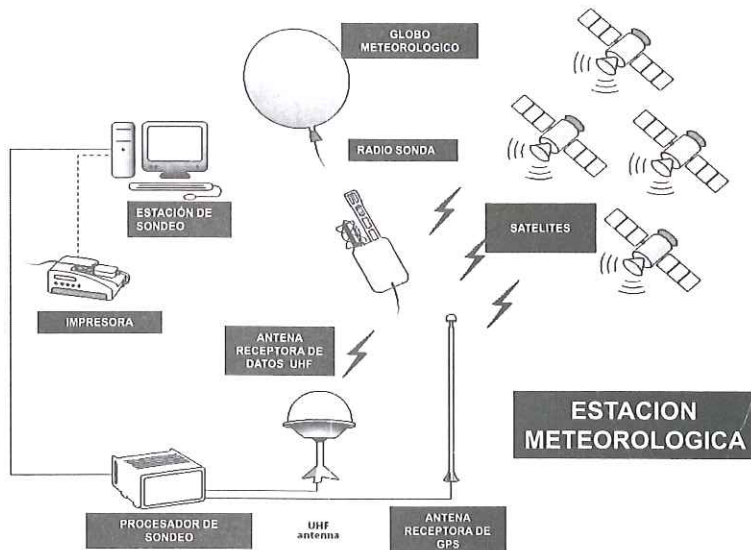 GLOBO
METEOROLOGICO
RADIO SONDA
ESTACIÓN DE
SONDEO
SATELITES
IMPRESORA
ANTENA
RECEPTORA DE
DATOS UHF
ESTACION
METEOROLOGICA
PROCESADOR DE
SONDEO
UHF
antenna
ANTENA
RECEPTORA DE
GPS